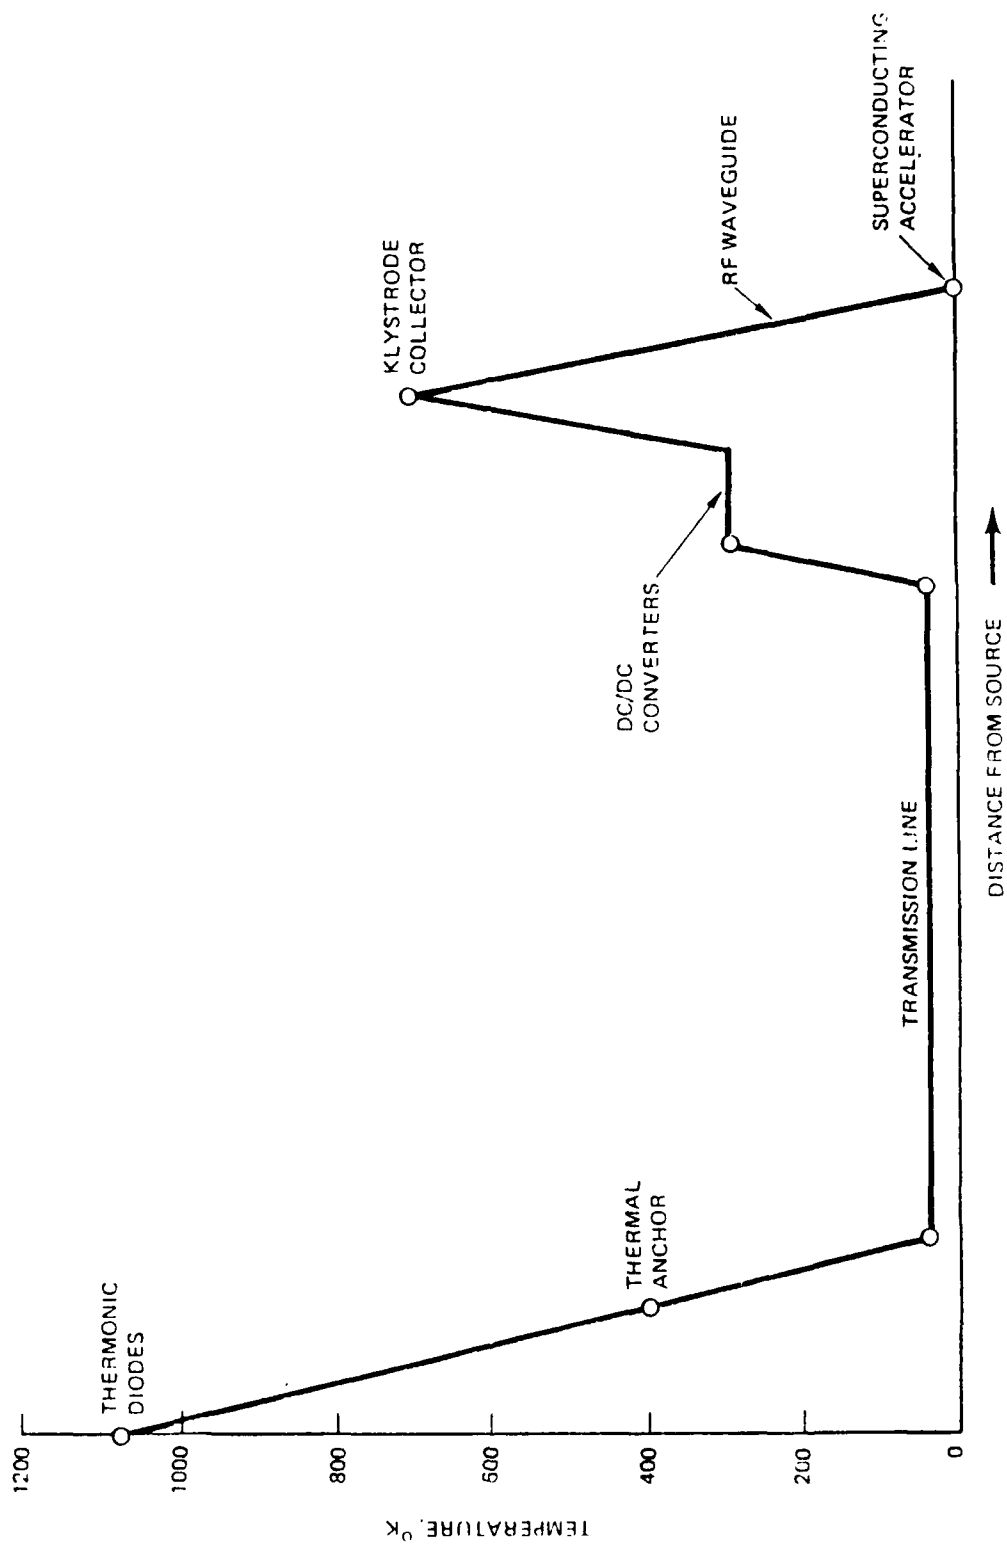 1200
1000
800
600
400
200
0
TEMPERATURE, °K
THERMONIC
DIODES
THERMAL
ANCHOR
TRANSMISSION LINE
DC/DC
CONVERTERS
KLYSTRODE
COLLECTOR
RF WAVEGUIDE
SUPERCONDUCTING
ACCELERATOR
DISTANCE FROM SOURCE